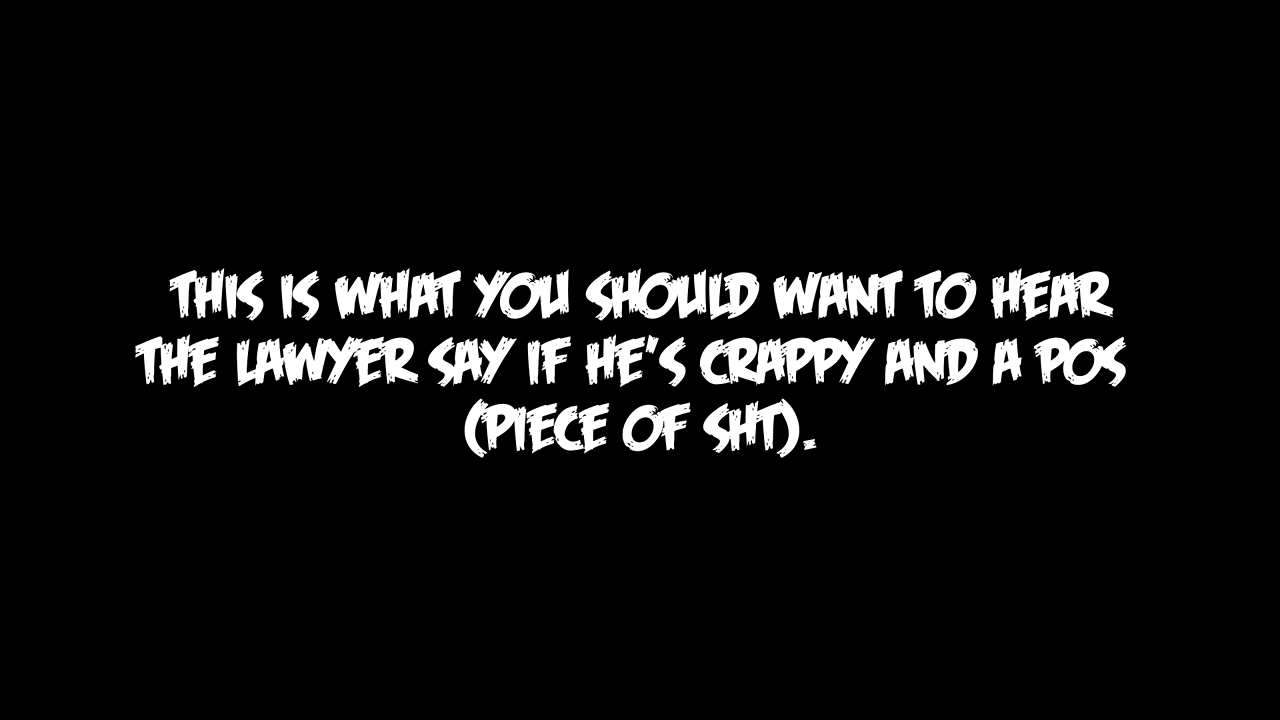 THIS IS WHAT YOU SHOULD WANT TO HEAR
THE LAWYER SAY IF HE'S CRAPPY AND A POS
(PIECE OF SHT).